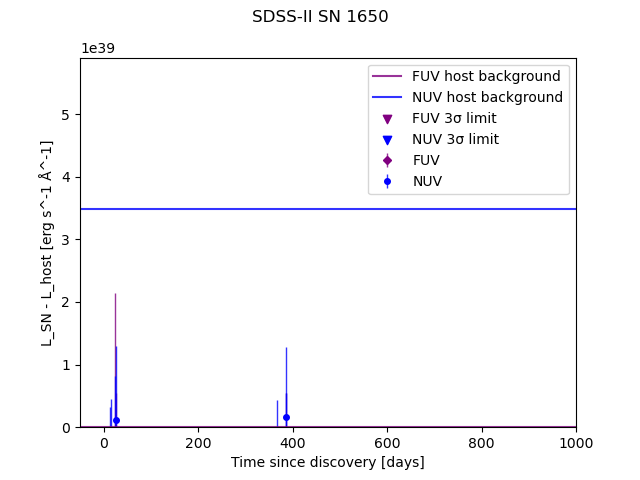 SDSS-II SN 1650
1e39
FUV host background
NUV host background
FUV 3σ limit
NUV 3σ limit
FUV
NUV
5
4
3
2
1
0
L_SN - L_host [erg s^-1 Å^-1]
0 200 400 600 800 1000
Time since discovery [days]